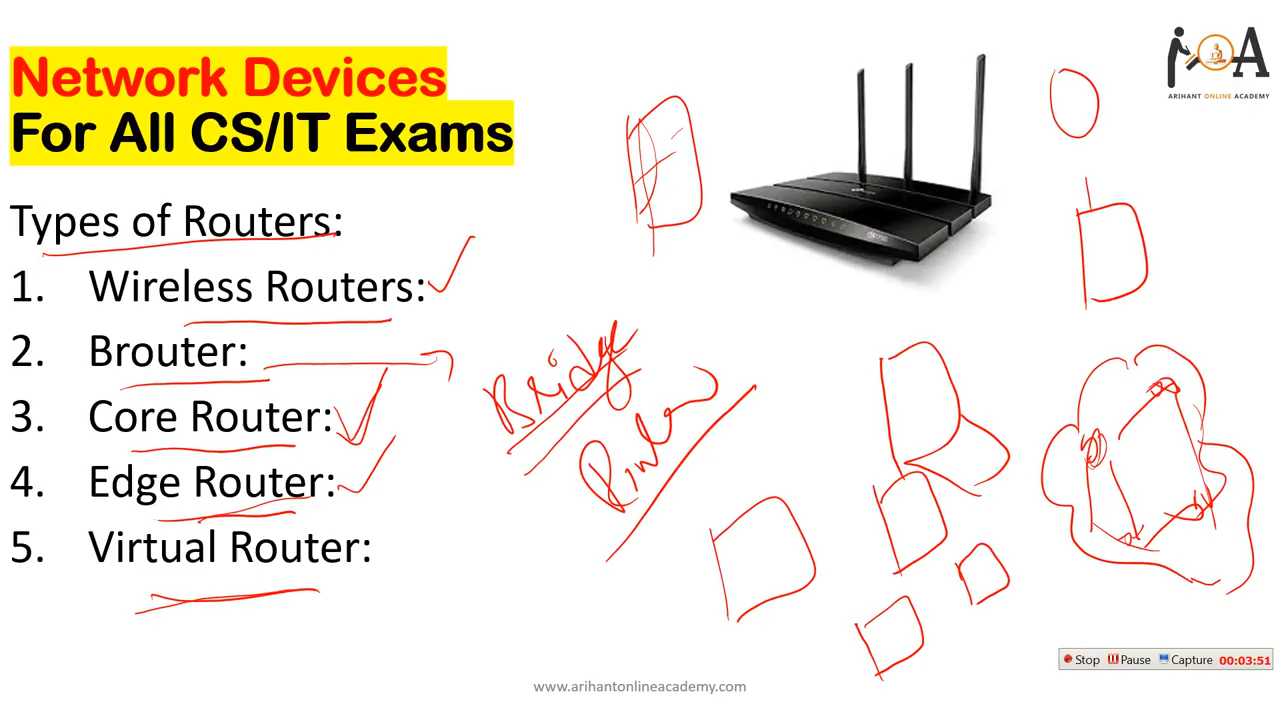 Network Devices
For All CS/IT Exams
Types of Routers:
1. Wireless Routers:
2. Brouter:
3. Core Router:
4. Edge Router:
5. Virtual Router:
Bridge
A
ARIHANT ONLINE ACADEMY
Stop Pause Capture 00:03:51
www.arihantonlineacademy.com